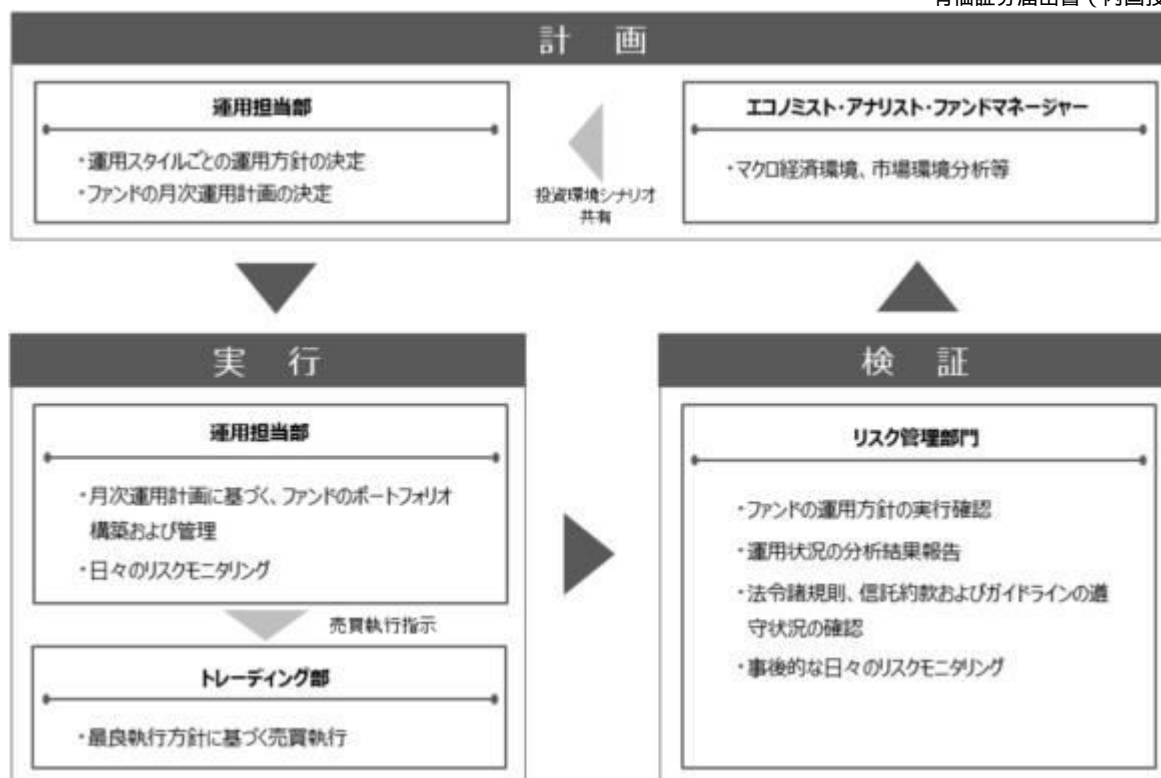 計 画
運用担当部
・運用スタイルごとの運用方針の決定
・ファンドの月次運用計画の決定
投資環境シナリオ
共有
エコノミスト・アナリスト・ファンドマネージャー
・マクロ経済環境、市場環境分析等
実 行
運用担当部
・月次運用計画に基づく、ファンドのポートフォリオ
構築および管理
・日々のリスクモニタリング
売買執行指示
トレーディング部
・最良執行方針に基づく売買執行
検 証
リスク管理部門
・ファンドの運用方針の実行確認
・運用状況の分析結果報告
・法令諸規則、信託約款およびガイドラインの遵
守状況の確認
・事後的な日々のリスクモニタリング